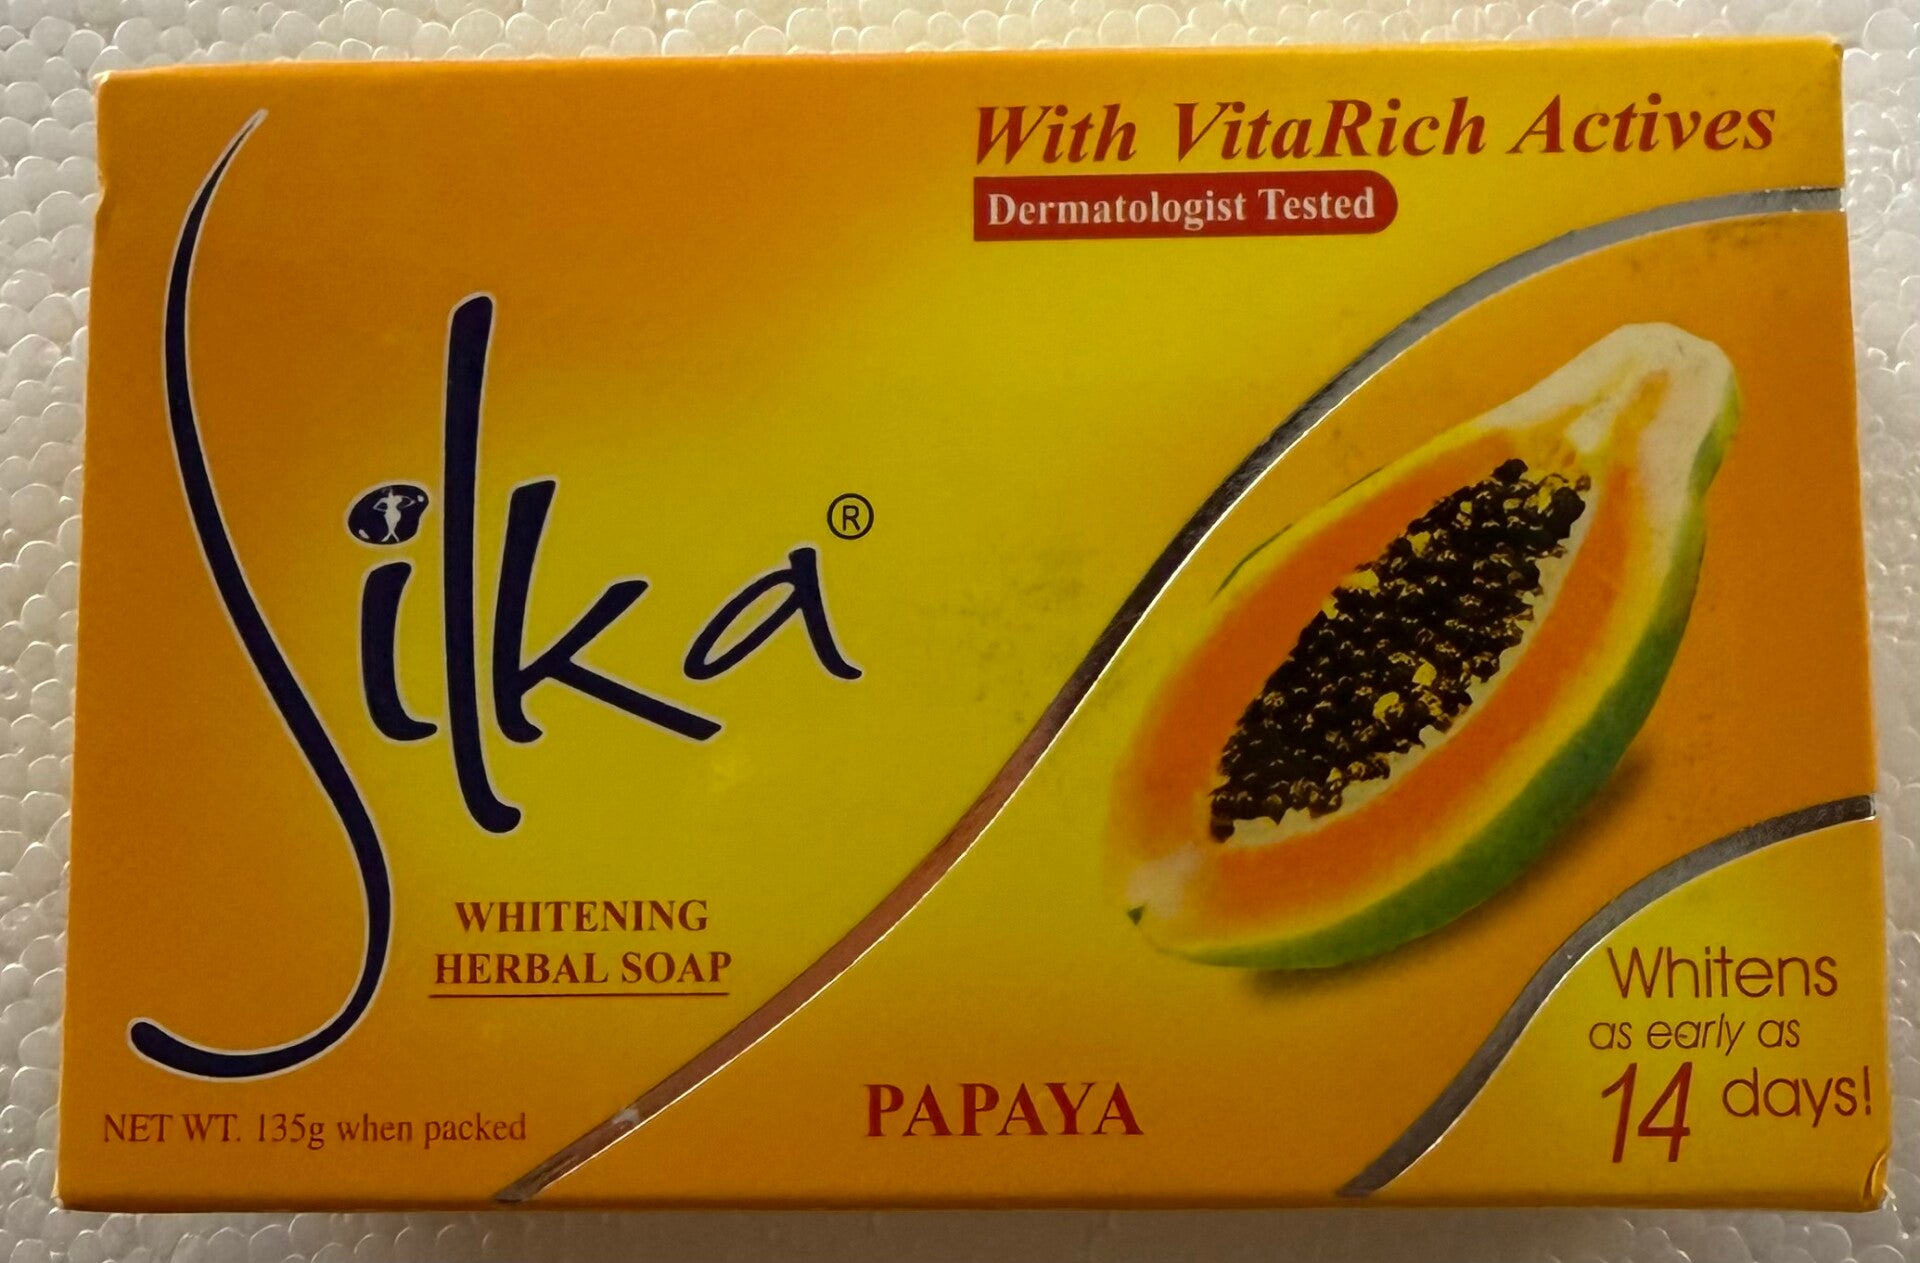 With VitaRich Actives
Dermatologist Tested
Silka®
WHITENING
HERBAL SOAP
NET WT. 135g when packed
PAPAYA
Whitens
as early as
14 days!